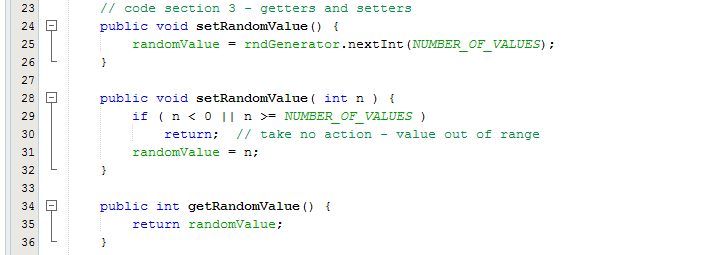 23 // code section 3 - getters and setters
24 public void setRandomValue() {
25 randomValue = rndGenerator.nextInt(NUMBER_OF_VALUES);
26 }
27
28 public void setRandomValue( int n ) {
29 if ( n < 0 || n >= NUMBER_OF_VALUES )
30 return; // take no action - value out of range
31 randomValue = n;
32 }
33
34 public int getRandomValue() {
35 return randomValue;
36 }